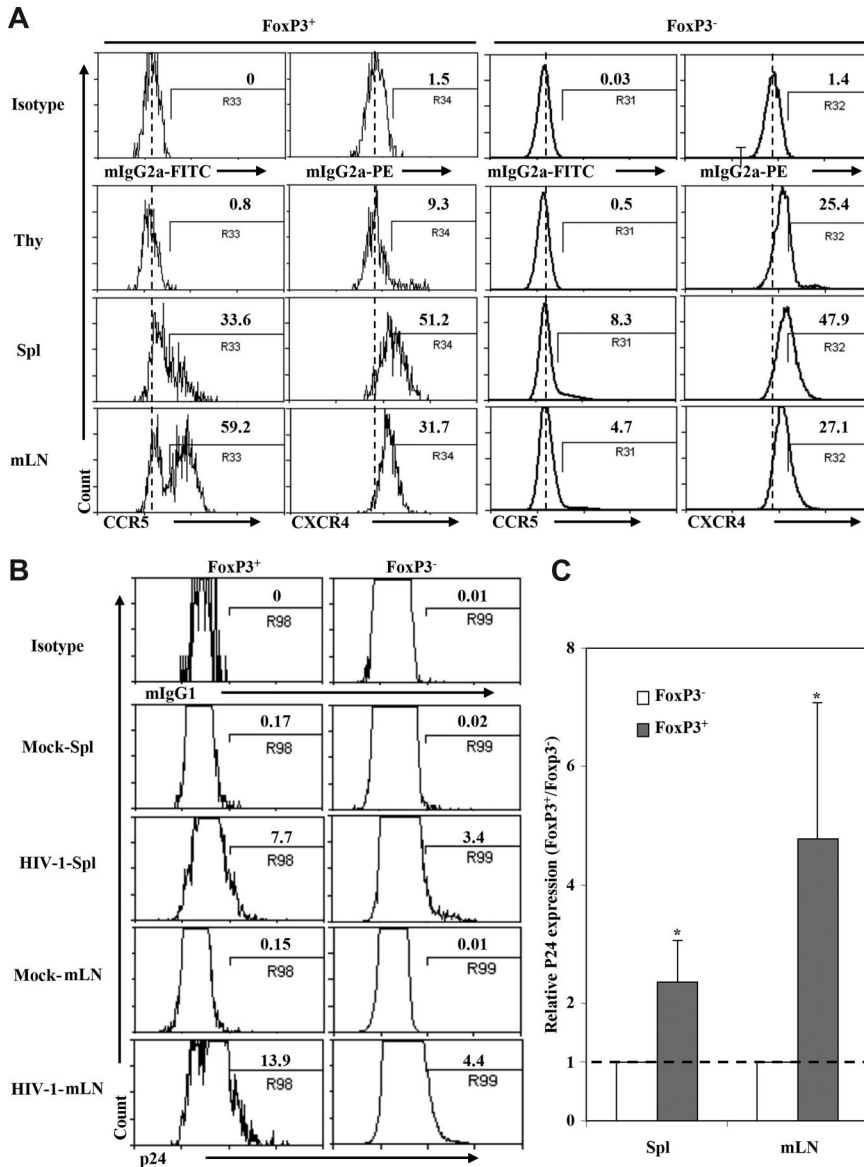 A
FoxP3⁺ FoxP3⁻
Isotype
0 1.5 0.03 1.4
R33 R34 R31 R32
mIgG2a-FITC mIgG2a-PE mIgG2a-FITC mIgG2a-PE
Thy
0.8 9.3 0.5 25.4
R33 R34 R31 R32
Spl
33.6 51.2 8.3 47.9
R33 R34 R31 R32
mLN
59.2 31.7 4.7 27.1
R33 R34 R31 R32
Count
CCR5 CXCR4 CCR5 CXCR4
B
FoxP3⁺ FoxP3⁻
Isotype
0 0.01
R98 R99
mIgG1
Mock-Spl
0.17 0.02
R98 R99
HIV-1-Spl
7.7 3.4
R98 R99
Mock-mLN
0.15 0.01
R98 R99
HIV-1-mLN
13.9 4.4
R98 R99
Count
p24
C
Relative P24 expression (FoxP3⁺/Foxp3⁻)
8
6
4
2
1
0
FoxP3⁻
FoxP3⁺
* *
Spl mLN